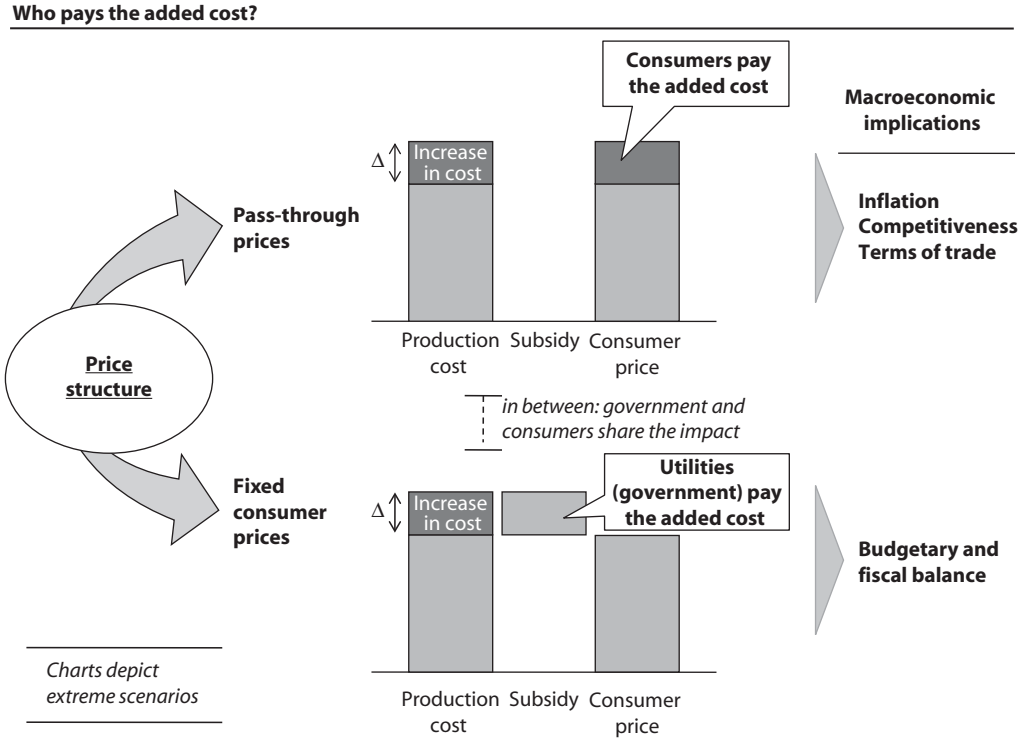 Who pays the added cost?
Consumers pay
the added cost
Macroeconomic
implications
Δ
Increase
in cost
Pass-through
prices
Inflation
Competitiveness
Terms of trade
Production
cost
Subsidy
Consumer
price
Price
structure
in between: government and
consumers share the impact
Fixed
consumer
prices
Δ
Increase
in cost
Utilities
(government) pay
the added cost
Budgetary and
fiscal balance
Charts depict
extreme scenarios
Production
cost
Subsidy
Consumer
price